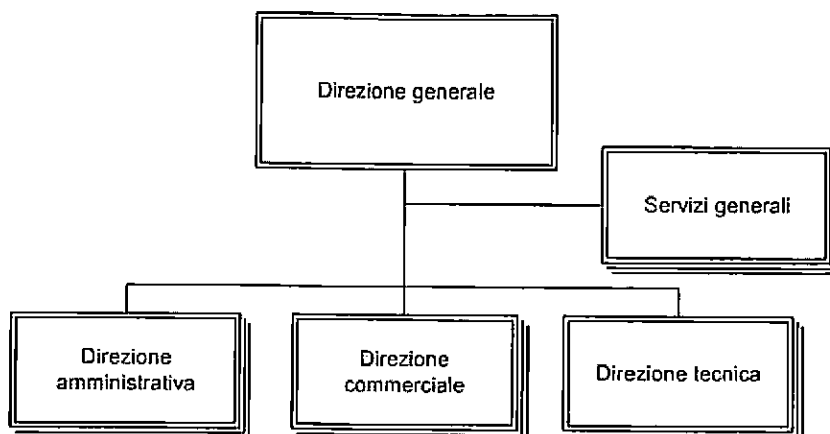 Direzione generale
Servizi generali
Direzione
amministrativa
Direzione
commerciale
Direzione tecnica